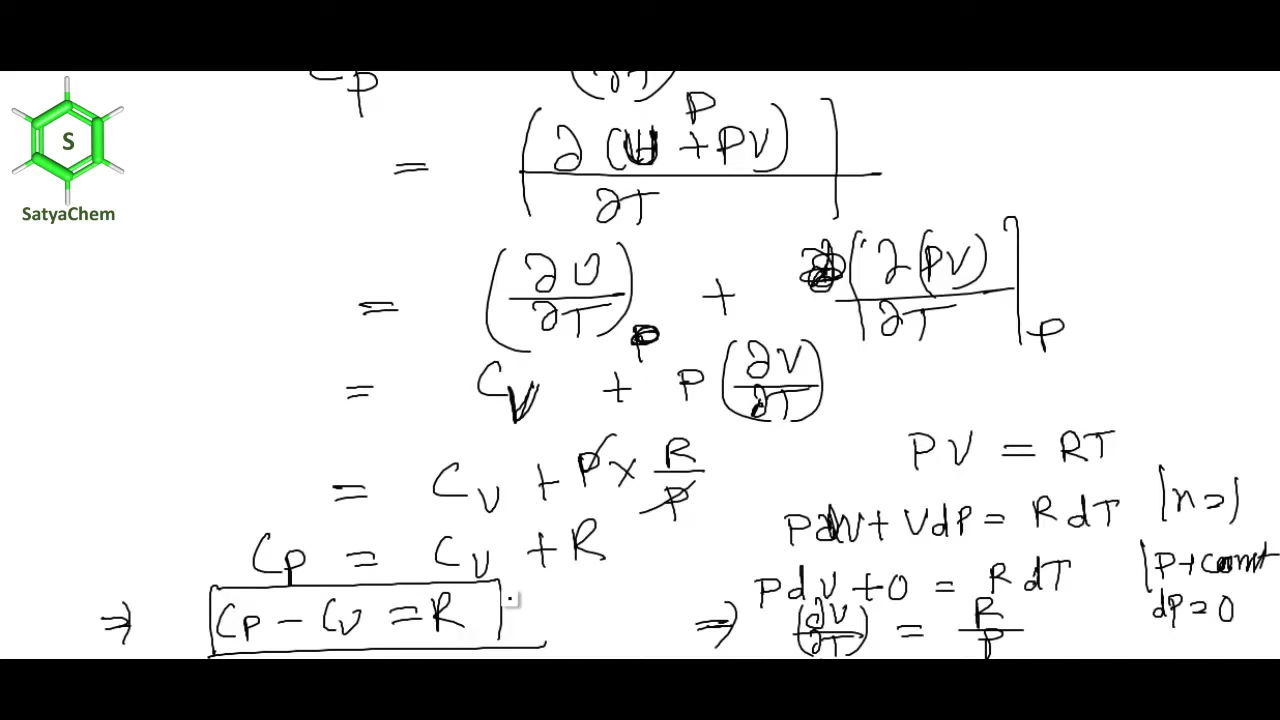 Cp (∂T)
= [∂(H + PV) / ∂T] P
= (∂U/∂T)P + [∂(PV)/∂T]P
= CV + P(∂V/∂T)
= CV + P × R/P
CP = CV + R
⇒ CP - CV = R
PV = RT
PdV + VdP = RdT |n=1
PdV + 0 = RdT |P→const
dP = 0
⇒ (∂V/∂T) = R/P
S
SatyaChem